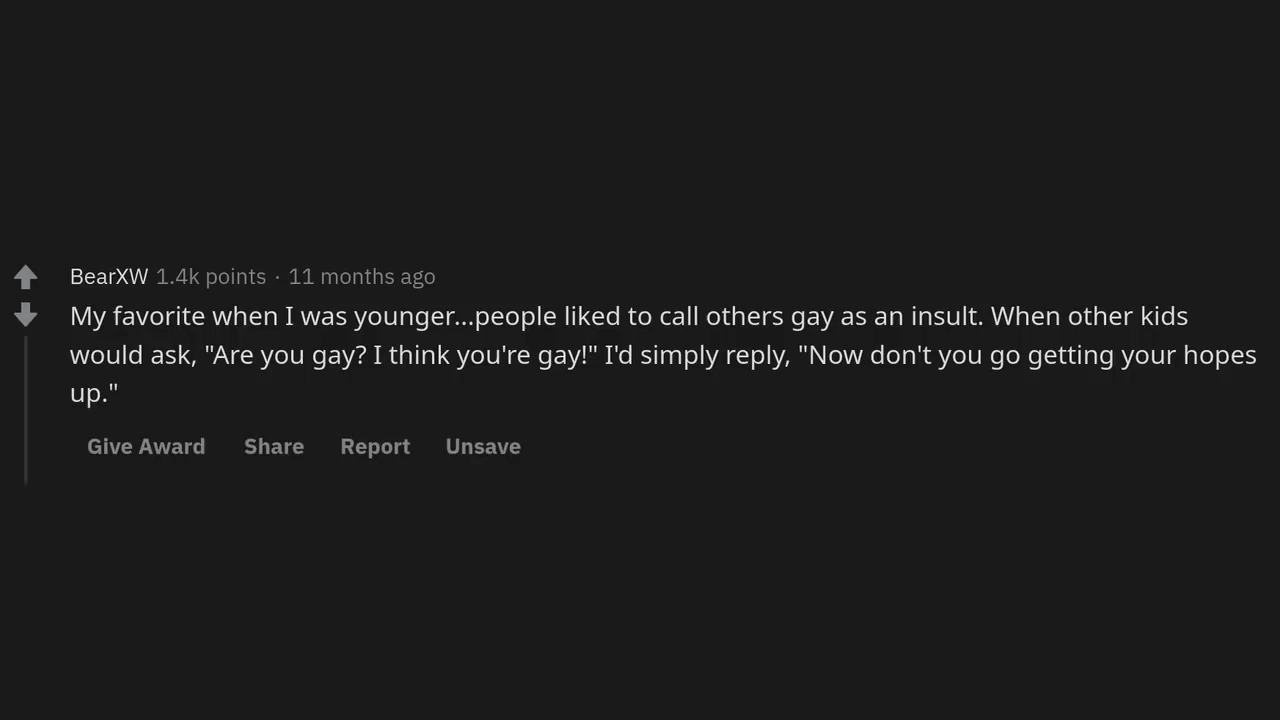 BearXW 1.4k points · 11 months ago
My favorite when I was younger...people liked to call others gay as an insult. When other kids
would ask, "Are you gay? I think you're gay!" I'd simply reply, "Now don't you go getting your hopes
up."
Give Award Share Report Unsave